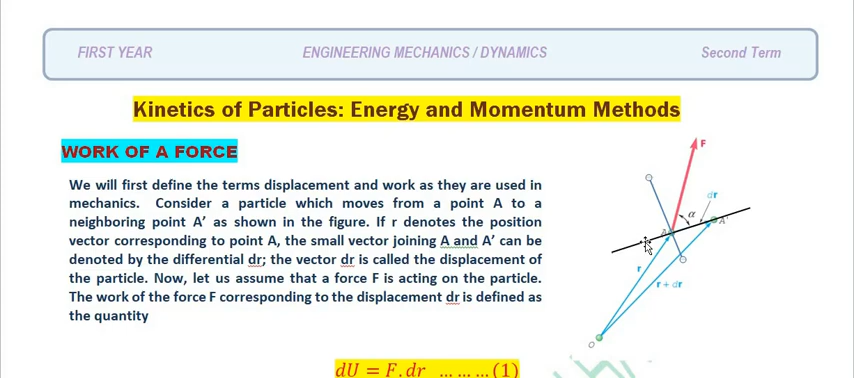 FIRST YEAR ENGINEERING MECHANICS / DYNAMICS Second Term
Kinetics of Particles: Energy and Momentum Methods
WORK OF A FORCE
We will first define the terms displacement and work as they are used in
mechanics. Consider a particle which moves from a point A to a
neighboring point A’ as shown in the figure. If r denotes the position
vector corresponding to point A, the small vector joining A and A’ can be
denoted by the differential dr; the vector dr is called the displacement of
the particle. Now, let us assume that a force F is acting on the particle.
The work of the force F corresponding to the displacement dr is defined as
the quantity
dU = F.dr ... ... ... (1)
F
dr
α
A
A'
r
r + dr
O